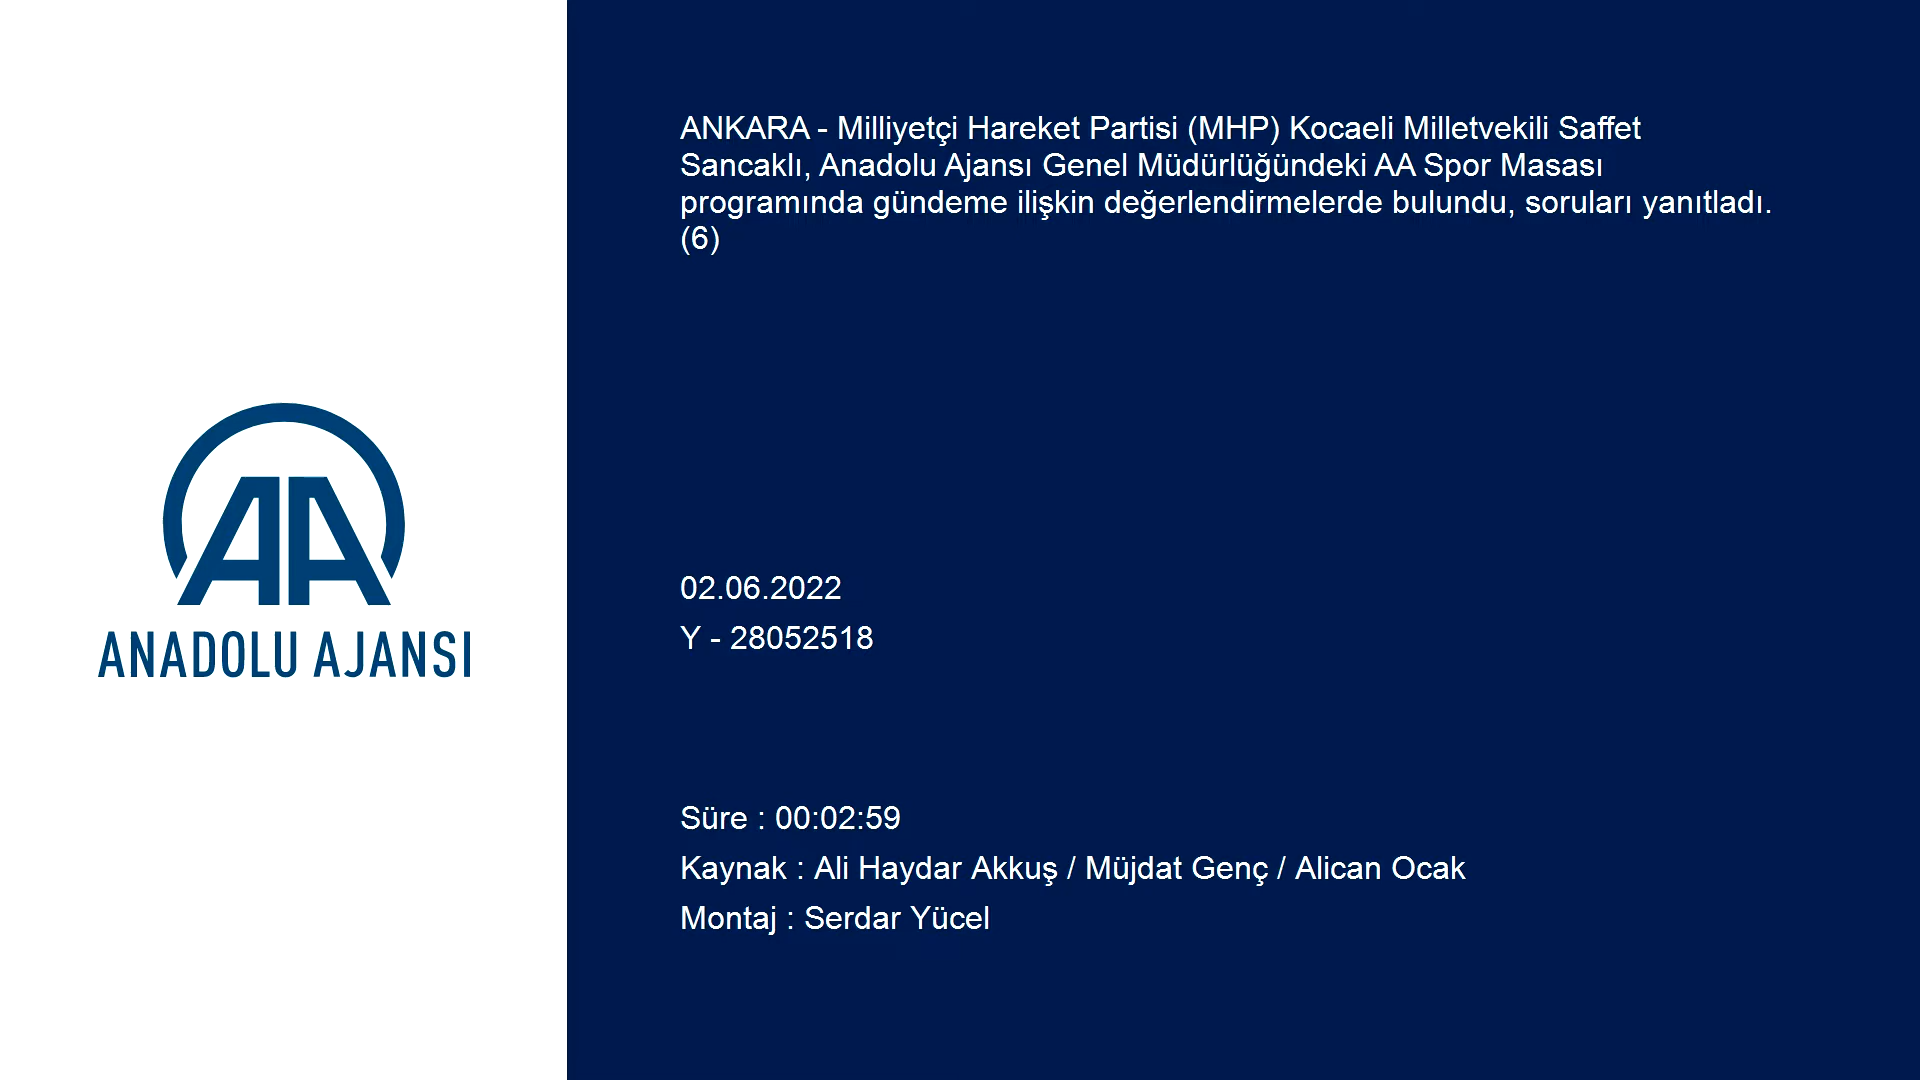 ANKARA - Milliyetçi Hareket Partisi (MHP) Kocaeli Milletvekili Saffet
Sancaklı, Anadolu Ajansı Genel Müdürlüğündeki AA Spor Masası
programında gündeme ilişkin değerlendirmelerde bulundu, soruları yanıtladı.
(6)
AA
ANADOLU AJANSI
02.06.2022
Y - 28052518
Süre : 00:02:59
Kaynak : Ali Haydar Akkuş / Müjdat Genç / Alican Ocak
Montaj : Serdar Yücel